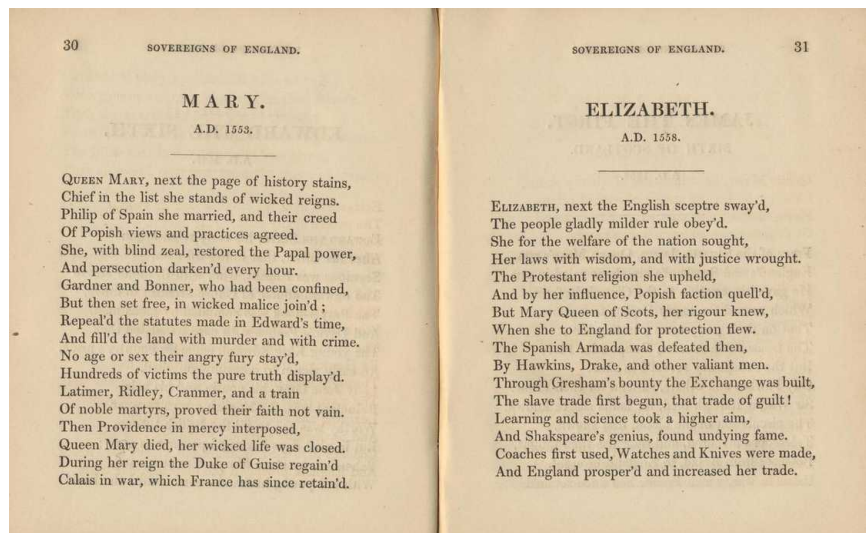 30
SOVEREIGNS OF ENGLAND.
MARY.
A.D. 1553.
QUEEN MARY, next the page of history stains,
Chief in the list she stands of wicked reigns.
Philip of Spain she married, and their creed
Of Popish views and practices agreed.
She, with blind zeal, restored the Papal power,
And persecution darken'd every hour.
Gardner and Bonner, who had been confined,
But then set free, in wicked malice join'd ;
Repeal'd the statutes made in Edward's time,
And fill'd the land with murder and with crime.
No age or sex their angry fury stay'd,
Hundreds of victims the pure truth display'd.
Latimer, Ridley, Cranmer, and a train
Of noble martyrs, proved their faith not vain.
Then Providence in mercy interposed,
Queen Mary died, her wicked life was closed.
During her reign the Duke of Guise regain'd
Calais in war, which France has since retain'd.
SOVEREIGNS OF ENGLAND.
31
ELIZABETH.
A.D. 1558.
ELIZABETH, next the English sceptre sway'd,
The people gladly milder rule obey'd.
She for the welfare of the nation sought,
Her laws with wisdom, and with justice wrought.
The Protestant religion she upheld,
And by her influence, Popish faction quell'd,
But Mary Queen of Scots, her rigour knew,
When she to England for protection flew.
The Spanish Armada was defeated then,
By Hawkins, Drake, and other valiant men.
Through Gresham's bounty the Exchange was built,
The slave trade first begun, that trade of guilt!
Learning and science took a higher aim,
And Shakspeare's genius, found undying fame.
Coaches first used, Watches and Knives were made,
And England prosper'd and increased her trade.